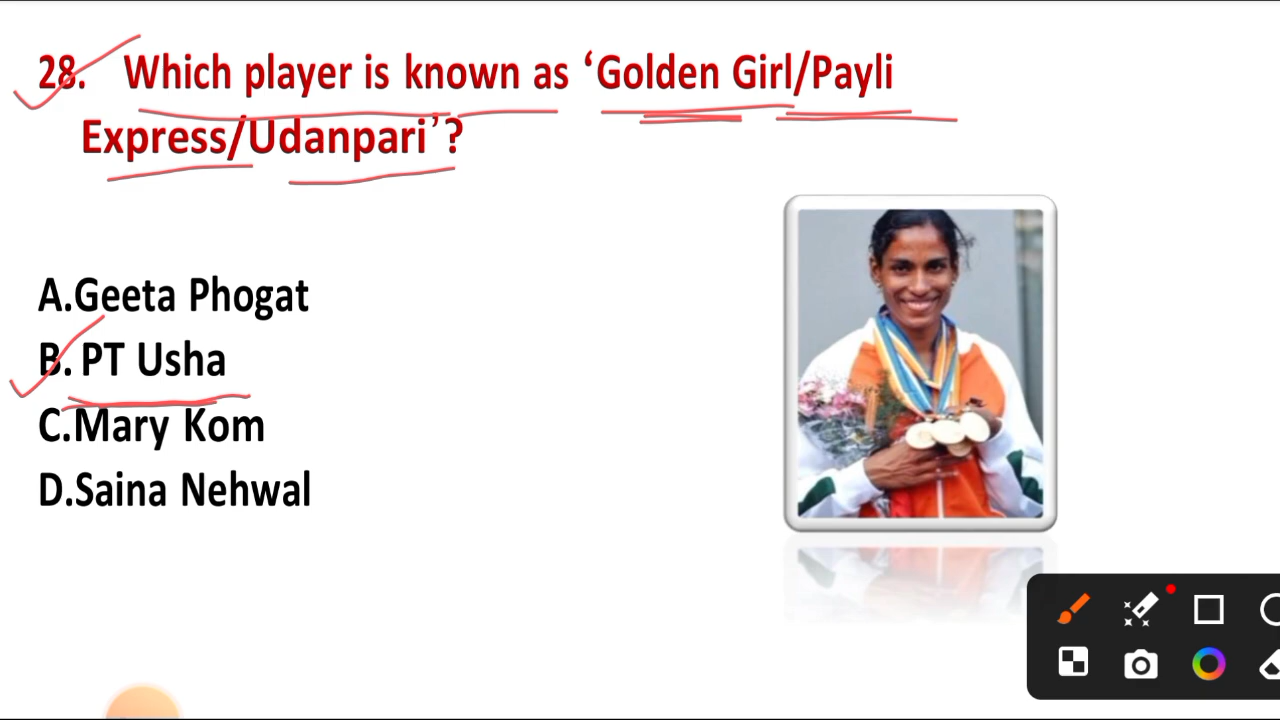 28. Which player is known as ‘Golden Girl/Payli
Express/Udanpari’?
A.Geeta Phogat
B. PT Usha
C.Mary Kom
D.Saina Nehwal